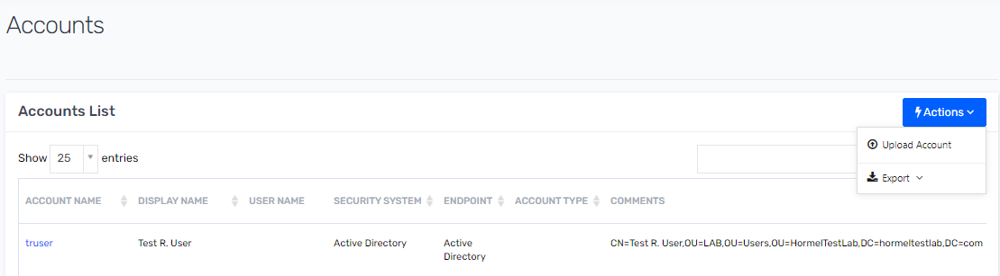 Accounts
Accounts List
Actions
Upload Account
Show 25 entries
Export
ACCOUNT NAME DISPLAY NAME USER NAME SECURITY SYSTEM ENDPOINT ACCOUNT TYPE COMMENTS
truser Test R. User Active Directory Active Directory CN=Test R. User,OU=LAB,OU=Users,OU=HormelTestLab,DC=hormeltestlab,DC=com